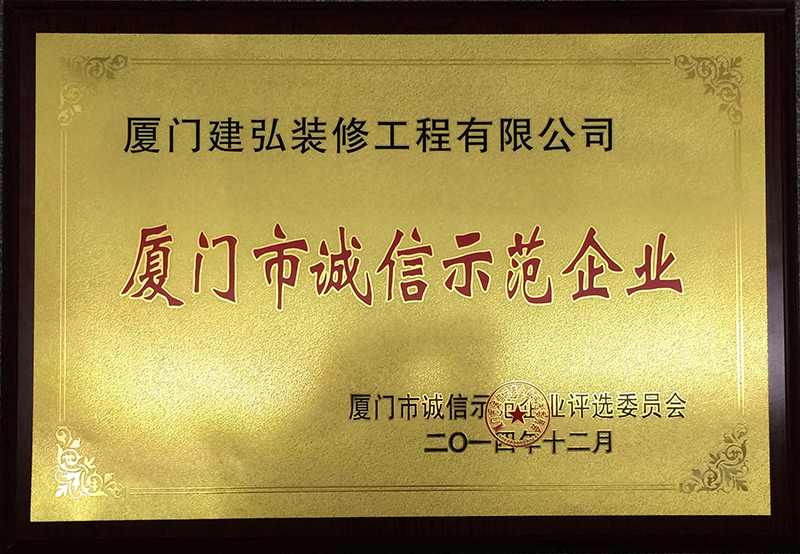 厦门建弘装修工程有限公司
厦门市诚信示范企业
厦门市诚信示范企业评选委员会
二〇一四年十二月